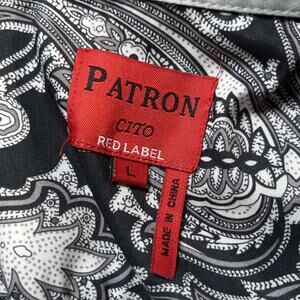 PATRON
CITO
RED LABEL
L
MADE IN CHINA